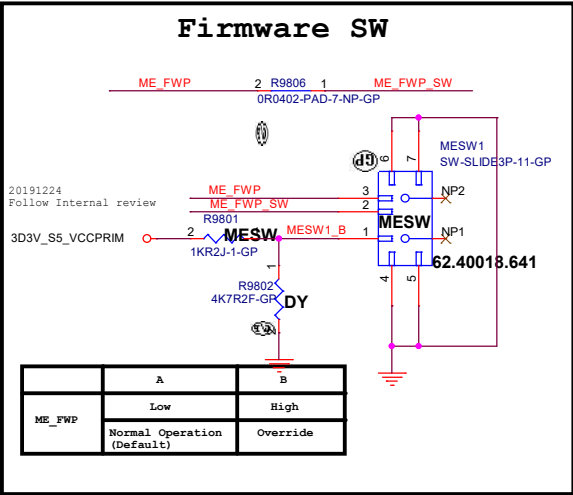 Firmware SW
ME_FWP 2 R9806 1 ME_FWP_SW
0R0402-PAD-7-NP-GP
MESW1
SW-SLIDE3P-11-GP
6 7
20191224
Follow Internal review
ME_FWP 3 NP2
ME_FWP_SW 2
R9801 MESW
3D3V_S5_VCCPRIM 2 MESW MESW1_B 1 NP1
1KR2J-1-GP
62.40018.641
1
4 5
R9802
4K7R2F-GP DY
A B
ME_FWP Low High
Normal Operation (Default) Override